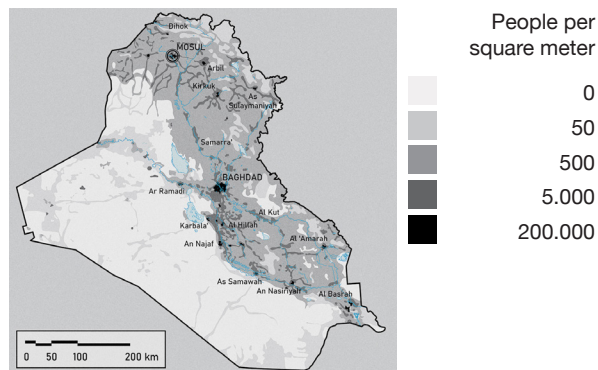 Dihok
MOSUL
Arbil
Kirkuk
As
Sulaymaniyah
Samarra'
BAGHDAD
Ar Ramadi
Al Kut
Karbala'
Al Hillah
An Najaf
Al 'Amarah
As Samawah
An Nasiriyah
Al Basrah
0 50 100 200 km
People per
square meter
0
50
500
5.000
200.000